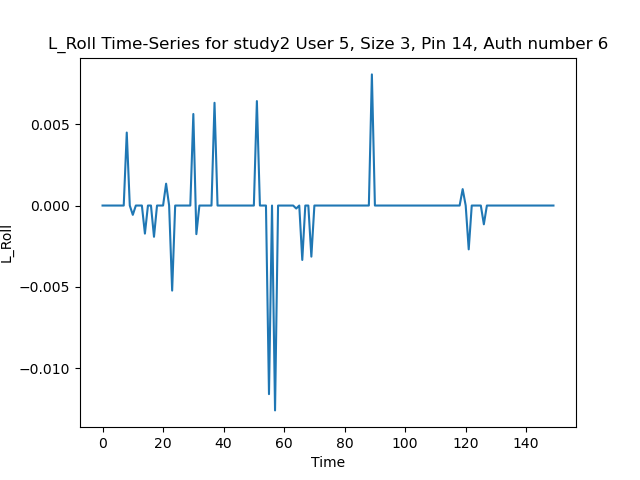 L_Roll Time-Series for study2 User 5, Size 3, Pin 14, Auth number 6
L_Roll
0.005
0.000
−0.005
−0.010
0 20 40 60 80 100 120 140
Time